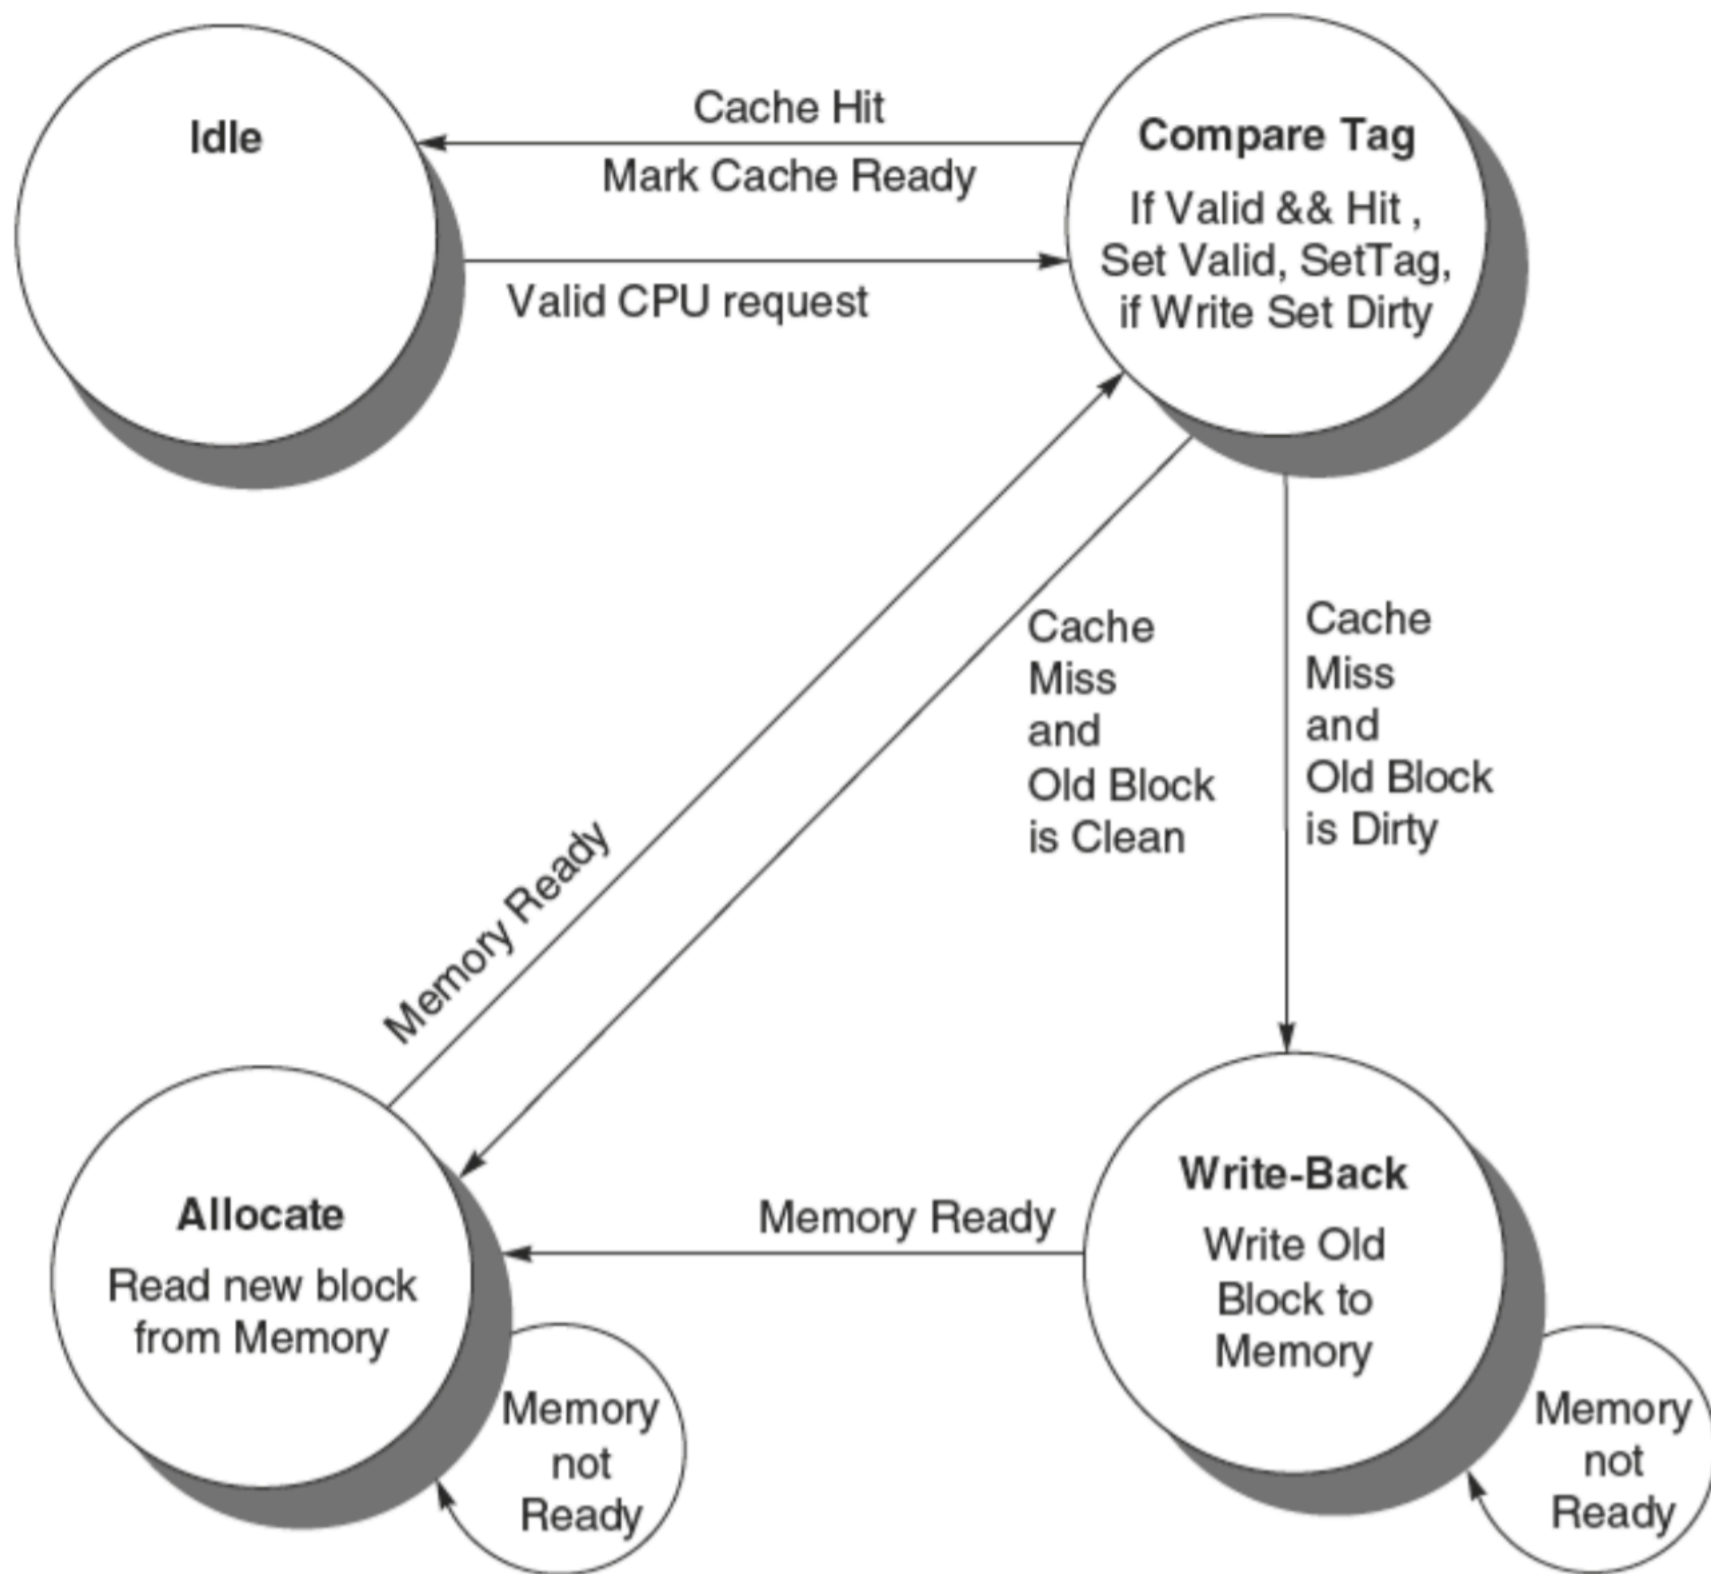 Idle
Cache Hit
Mark Cache Ready
Valid CPU request
Compare Tag
If Valid && Hit ,
Set Valid, SetTag,
if Write Set Dirty
Memory Ready
Cache
Miss
and
Old Block
is Clean
Cache
Miss
and
Old Block
is Dirty
Allocate
Read new block
from Memory
Memory
not
Ready
Memory Ready
Write-Back
Write Old
Block to
Memory
Memory
not
Ready